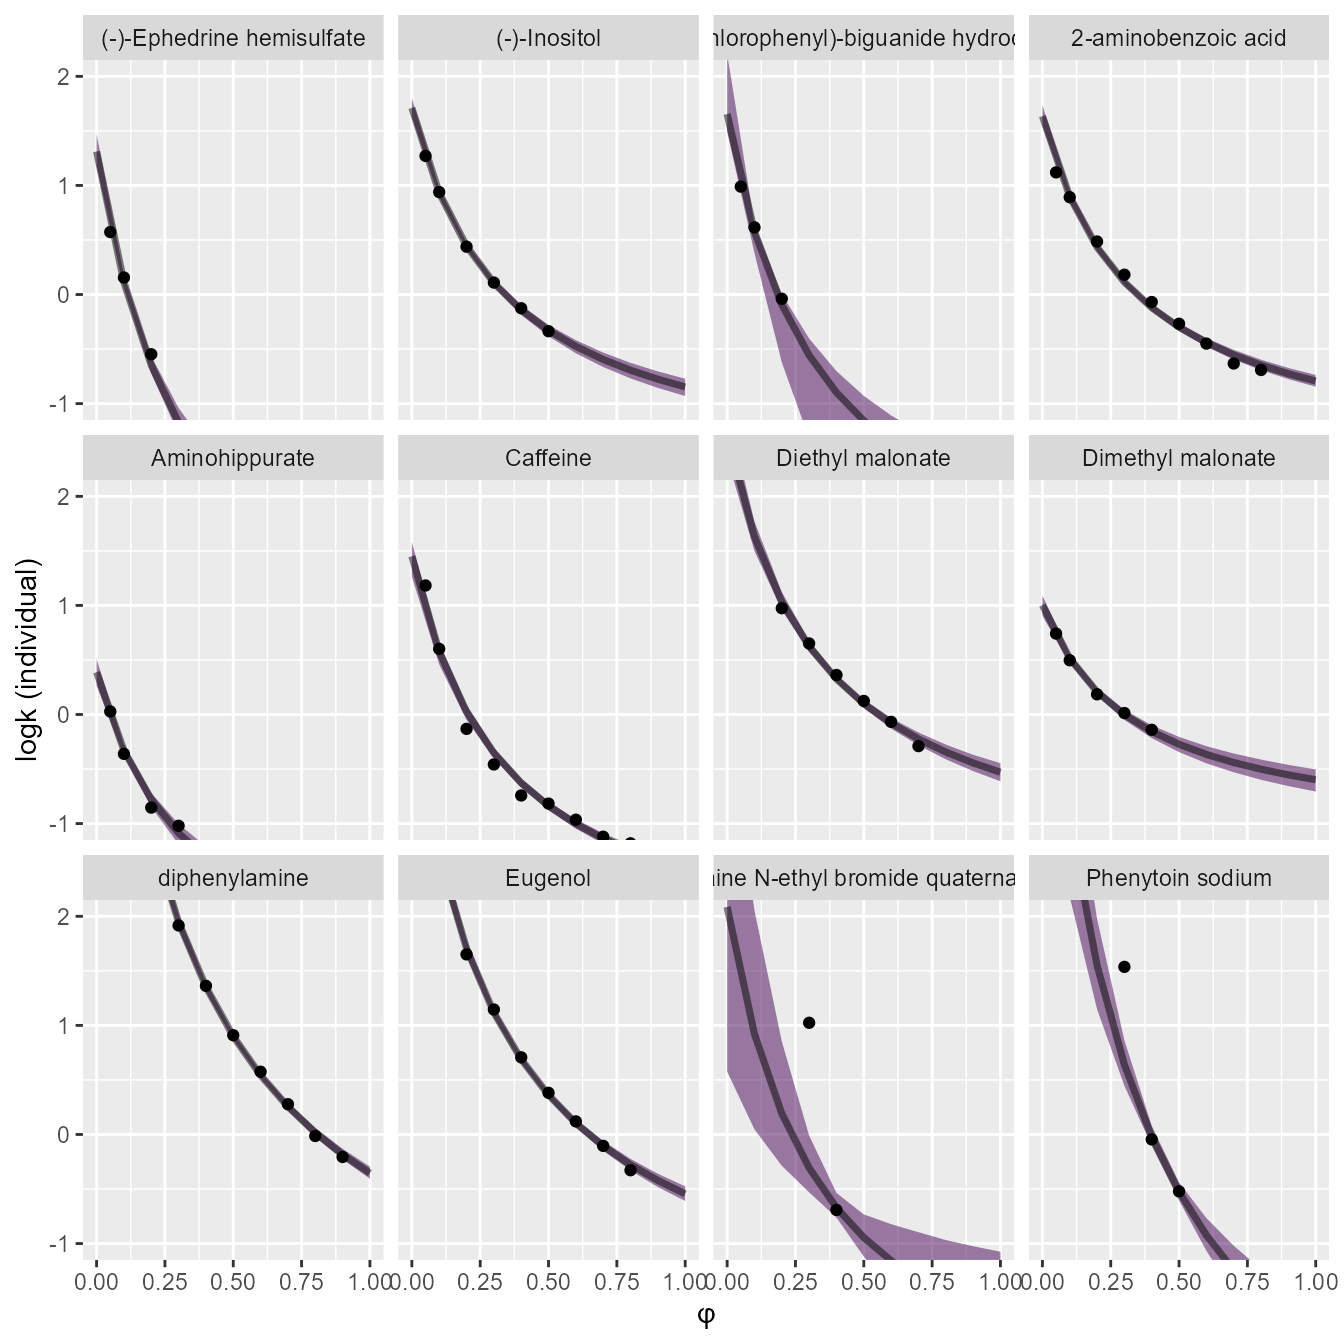 (-)-Ephedrine hemisulfate (-)-Inositol hlorophenyl)-biguanide hydroc 2-aminobenzoic acid
2
1
0
-1
Aminohippurate Caffeine Diethyl malonate Dimethyl malonate
2
1
0
-1
logk (individual)
diphenylamine Eugenol ine N-ethyl bromide quaterna Phenytoin sodium
2
1
0
-1
0.00 0.25 0.50 0.75 1.00 0.00 0.25 0.50 0.75 1.00 0.00 0.25 0.50 0.75 1.00 0.00 0.25 0.50 0.75 1.00
φ